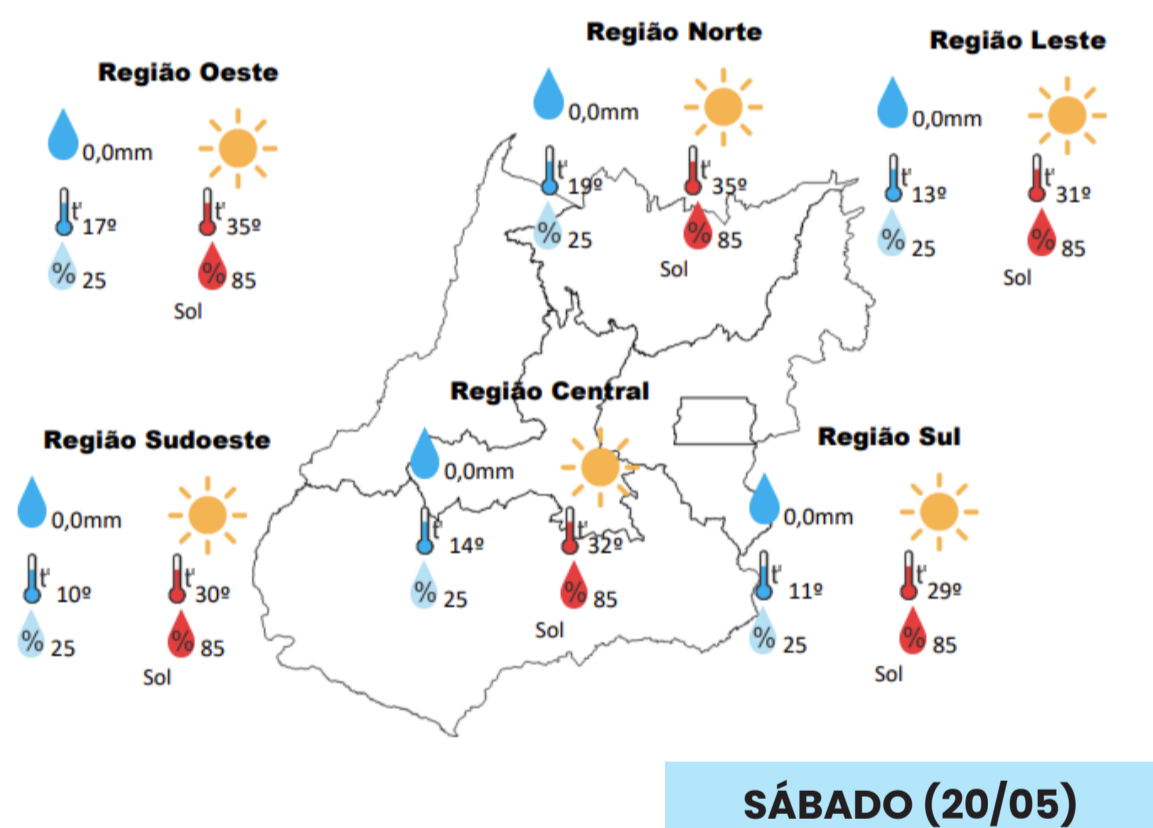 Região Norte
0,0mm
t' 19º
t' 35º
% 25
% 85
Sol
Região Leste
0,0mm
t' 13º
t' 31º
% 25
% 85
Sol
Região Oeste
0,0mm
t' 17º
t' 35º
% 25
% 85
Sol
Região Central
0,0mm
t' 14º
t' 32º
% 25
% 85
Sol
Região Sudoeste
0,0mm
t' 10º
t' 30º
% 25
% 85
Sol
Região Sul
0,0mm
t' 11º
t' 29º
% 25
% 85
Sol
SÁBADO (20/05)